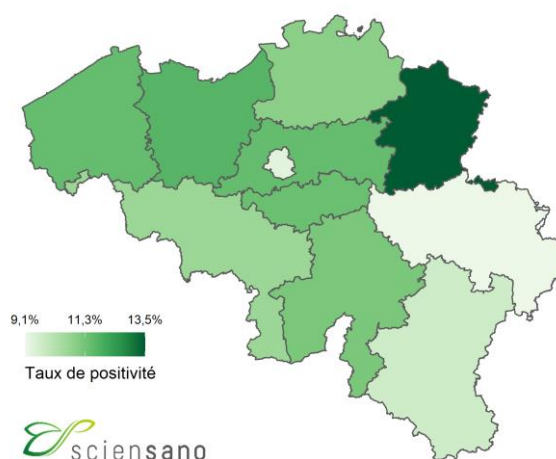 9,1% 11,3% 13,5%
Taux de positivité
sciensano